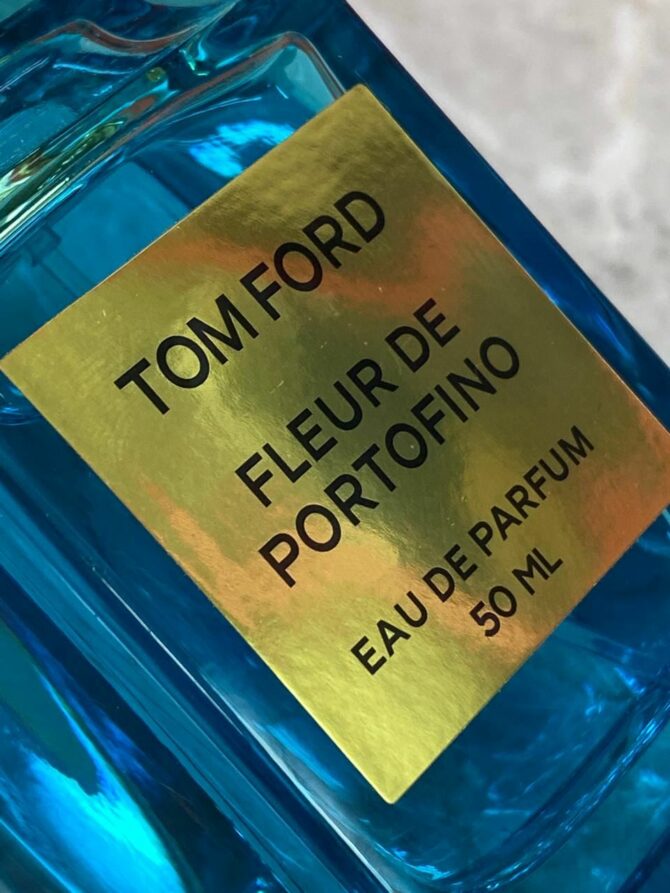 TOM FORD
FLEUR DE
PORTOFINO
EAU DE PARFUM
50 ML